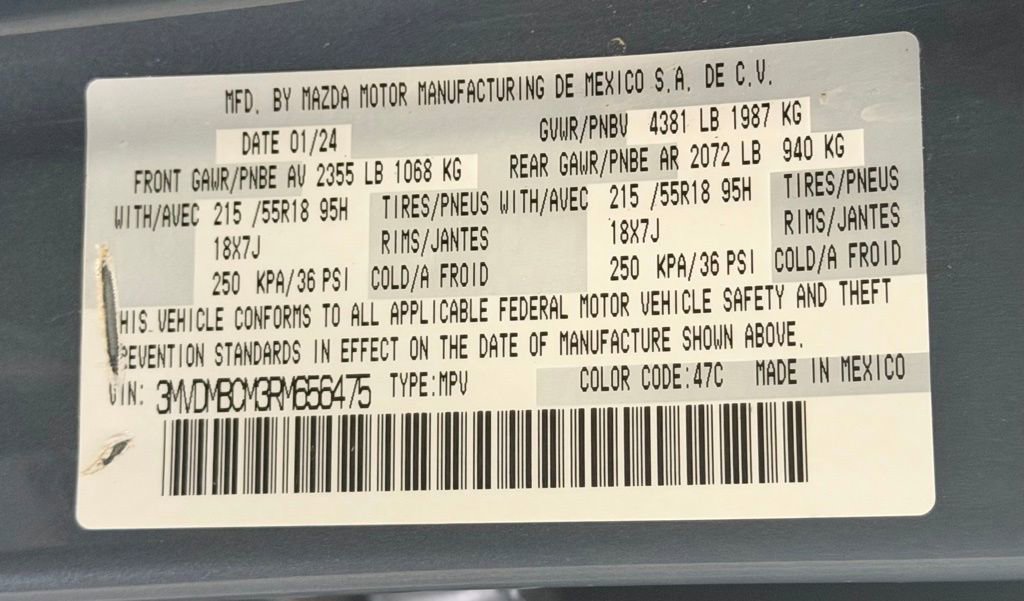 MFD. BY MAZDA MOTOR MANUFACTURING DE MEXICO S.A. DE C.V.
DATE 01/24 GVWR/PNBV 4381 LB 1987 KG
FRONT GAWR/PNBE AV 2355 LB 1068 KG REAR GAWR/PNBE AR 2072 LB 940 KG
WITH/AVEC 215 /55R18 95H TIRES/PNEUS WITH/AVEC 215 /55R18 95H TIRES/PNEUS
18X7J RIMS/JANTES 18X7J RIMS/JANTES
250 KPA/36 PSI COLD/A FROID 250 KPA/36 PSI COLD/A FROID
HIS VEHICLE CONFORMS TO ALL APPLICABLE FEDERAL MOTOR VEHICLE SAFETY AND THEFT
REVENTION STANDARDS IN EFFECT ON THE DATE OF MANUFACTURE SHOWN ABOVE.
VIN: 3MVDMBCM3RM656475 TYPE:MPV COLOR CODE:47C MADE IN MEXICO